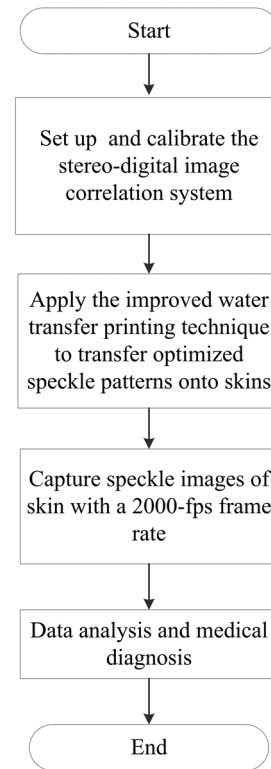 Start
Set up and calibrate the
stereo-digital image
correlation system
Apply the improved water
transfer printing technique
to transfer optimized
speckle patterns onto skins
Capture speckle images of
skin with a 2000-fps frame
rate
Data analysis and medical
diagnosis
End